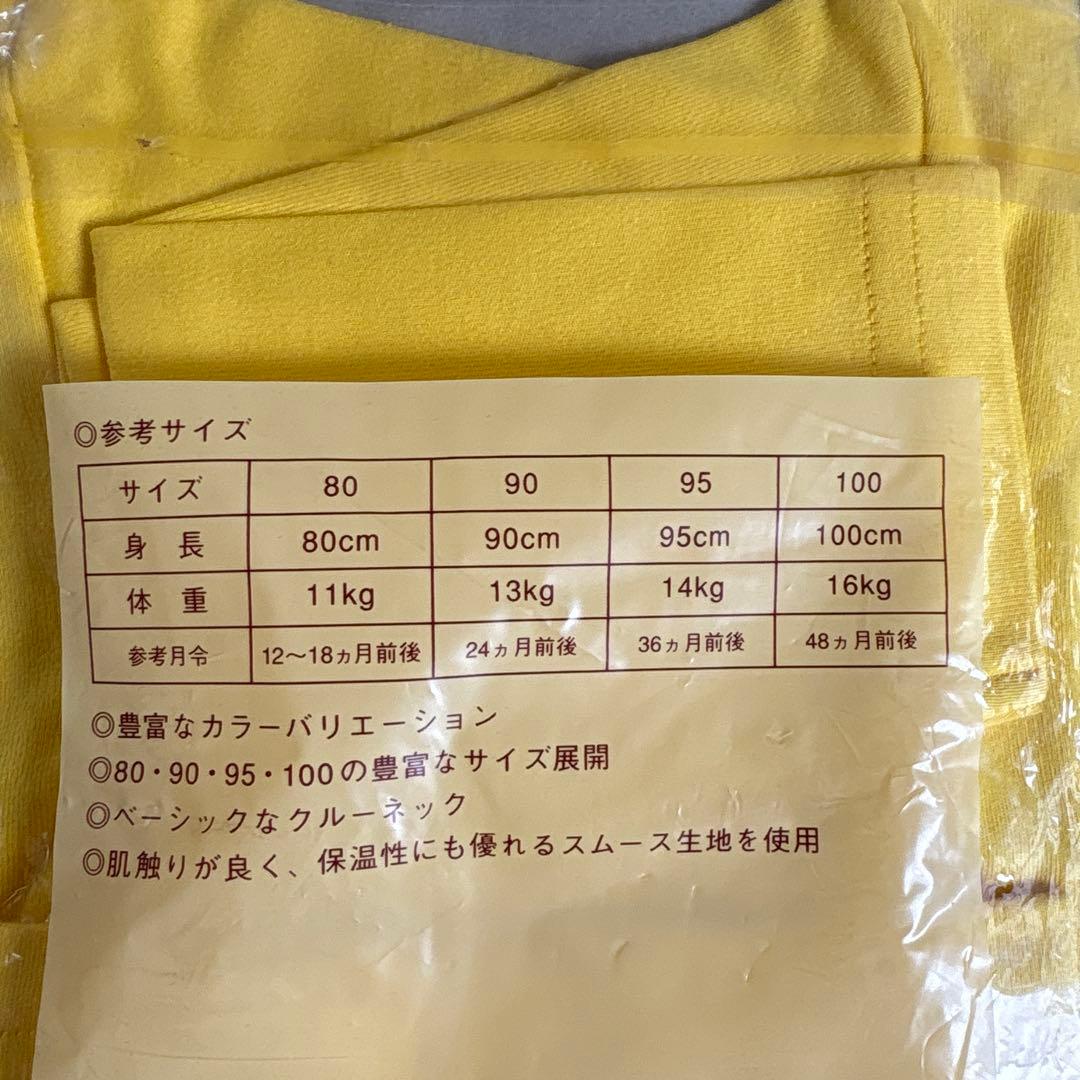 ◎参考サイズ
サイズ 80 90 95 100
身長 80cm 90cm 95cm 100cm
体重 11kg 13kg 14kg 16kg
参考月令 12〜18ヵ月前後 24ヵ月前後 36ヵ月前後 48ヵ月前後
◎豊富なカラーバリエーション
◎80・90・95・100の豊富なサイズ展開
◎ベーシックなクルーネック
◎肌触りが良く、保温性にも優れるスムース生地を使用